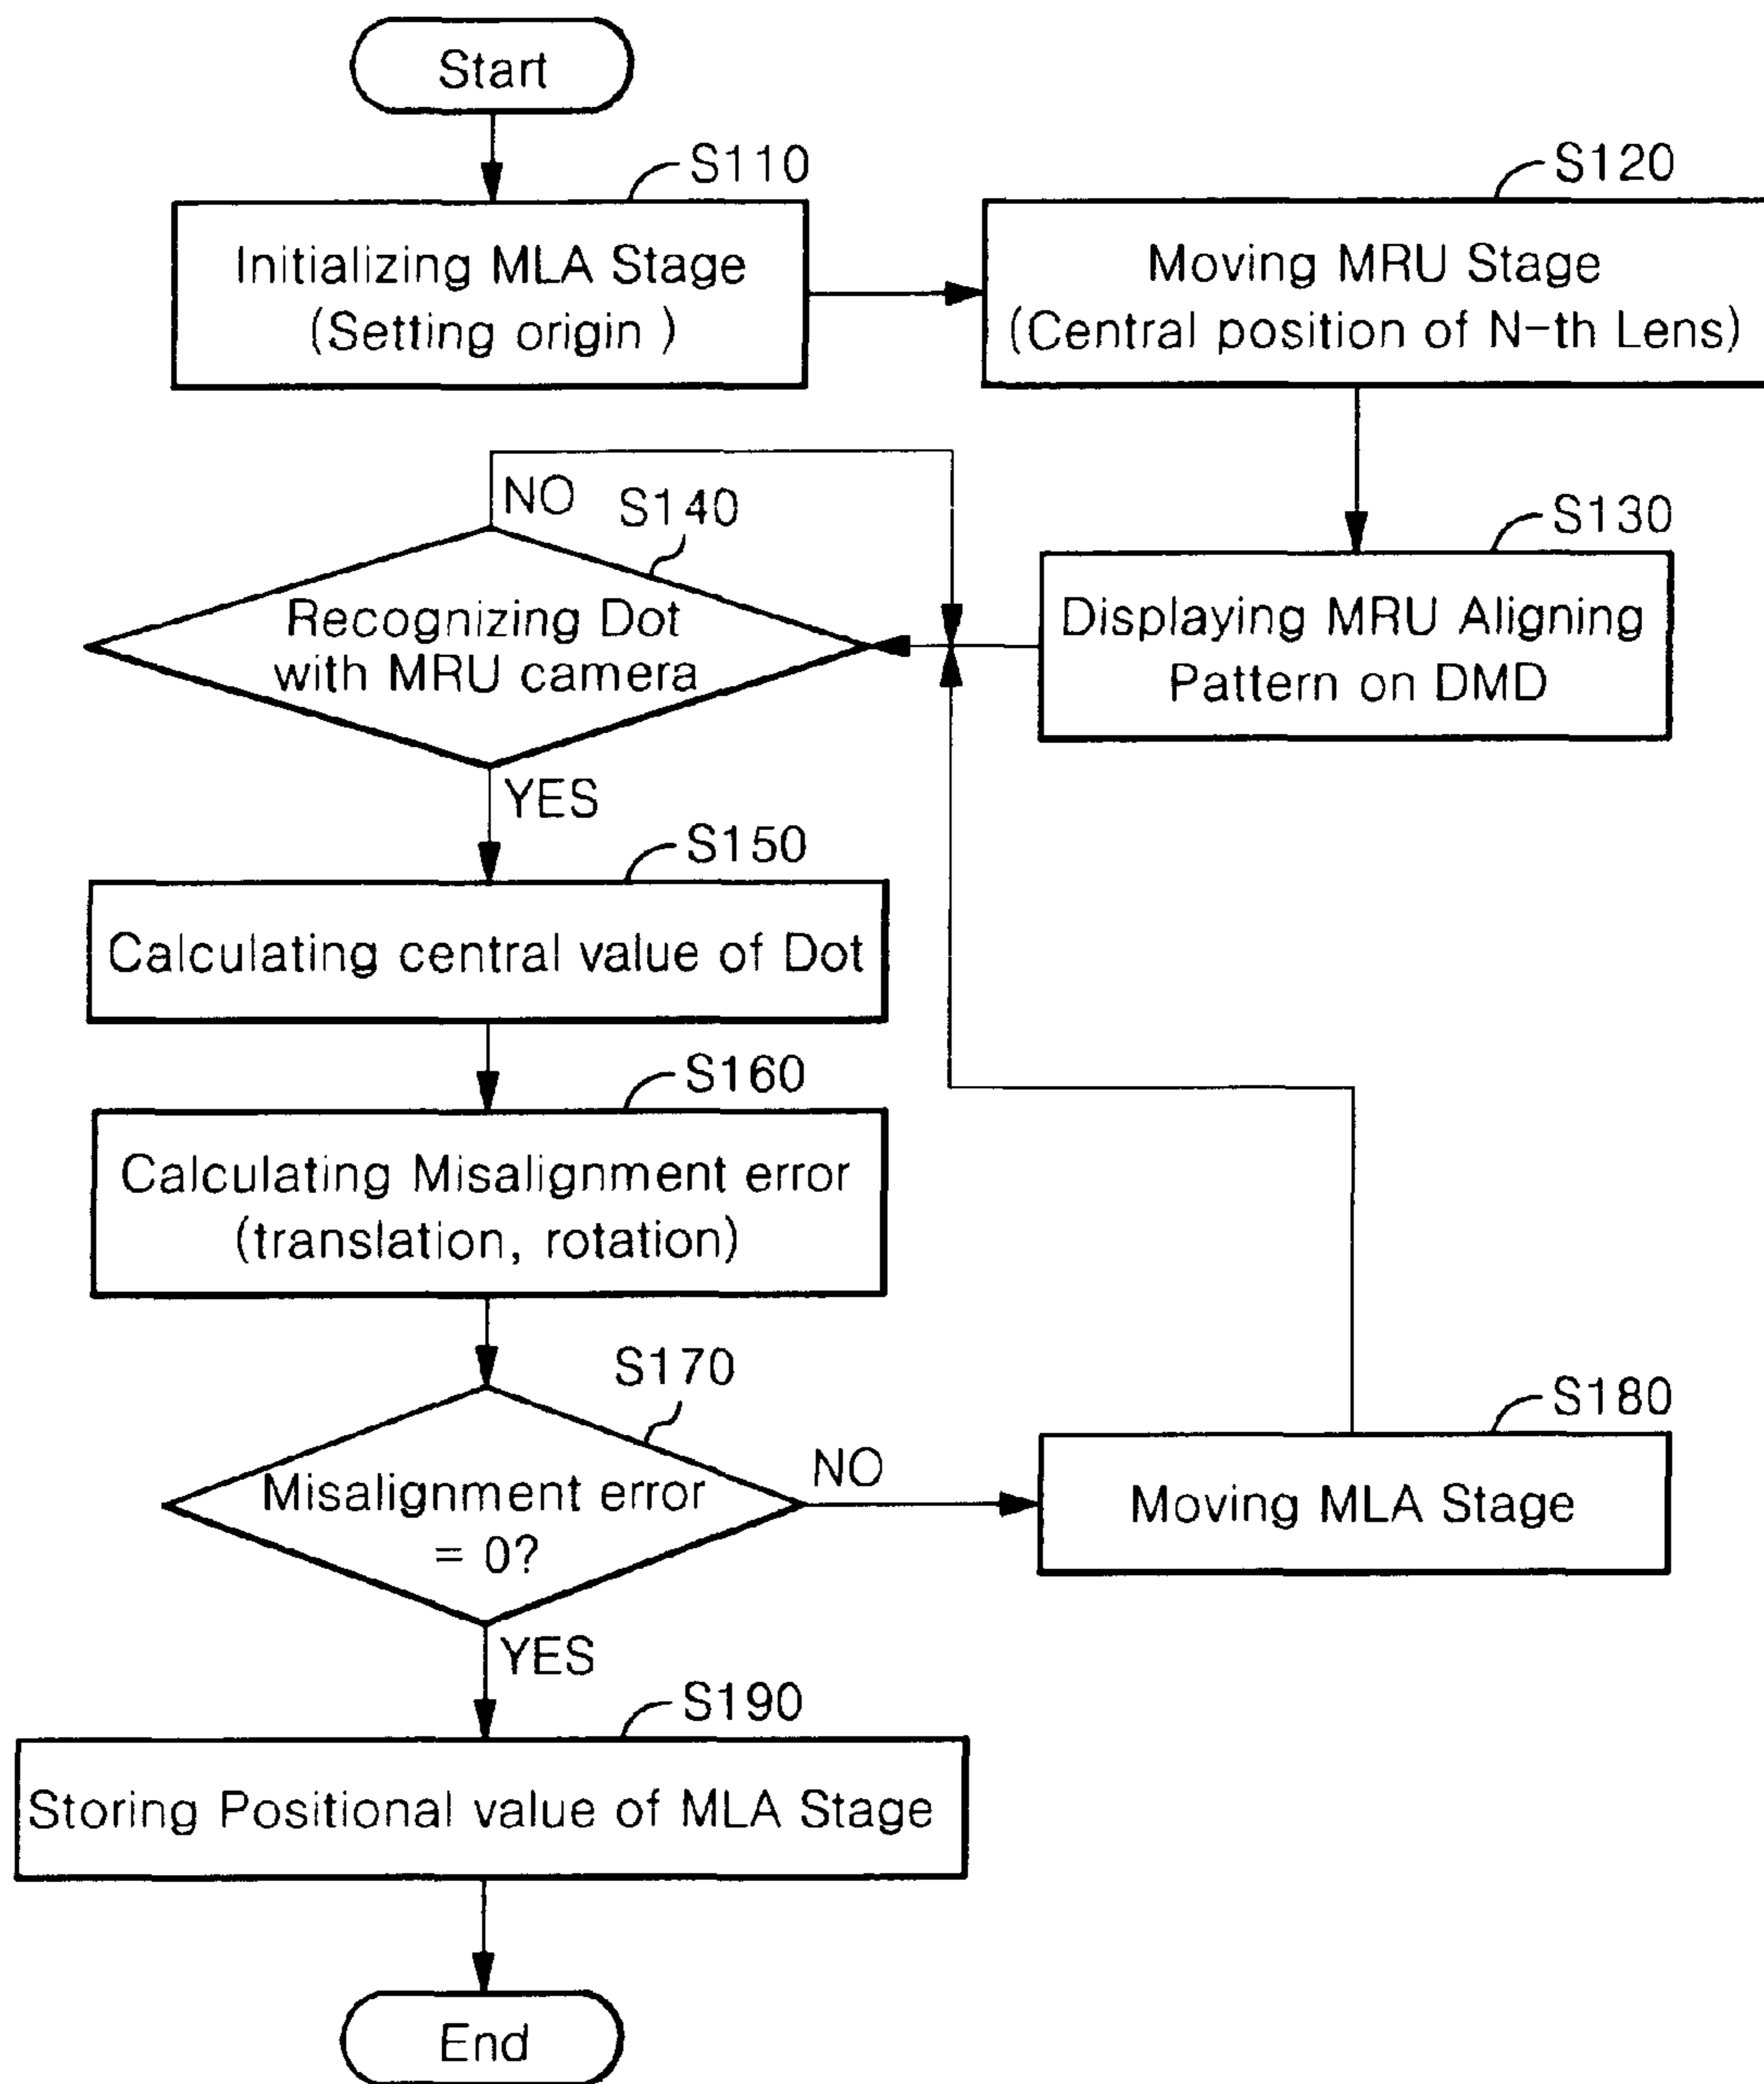 Start
S110
Initializing MLA Stage
(Setting origin )
S120
Moving MRU Stage
(Central position of N-th Lens)
S130
Displaying MRU Aligning
Pattern on DMD
NO
S140
Recognizing Dot
with MRU camera
YES
S150
Calculating central value of Dot
S160
Calculating Misalignment error
(translation, rotation)
S170
Misalignment error
= 0?
NO
S180
Moving MLA Stage
YES
S190
Storing Positional value of MLA Stage
End